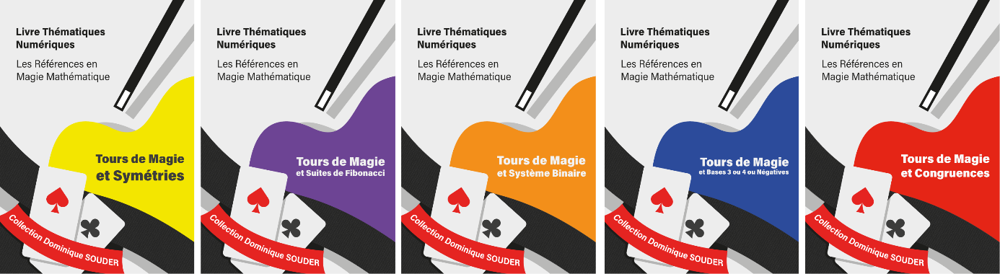 Livre Thématiques
Numériques
Les Références en
Magie Mathématique
Tours de Magie
et Symétries
Collection Dominique SOUDER
Livre Thématiques
Numériques
Les Références en
Magie Mathématique
Tours de Magie
et Suites de Fibonacci
Collection Dominique SOUDER
Livre Thématiques
Numériques
Les Références en
Magie Mathématique
Tours de Magie
et Système Binaire
Collection Dominique SOUDER
Livre Thématiques
Numériques
Les Références en
Magie Mathématique
Tours de Magie
et Bases 3 ou 4 ou Négatives
Collection Dominique SOUDER
Livre Thématiques
Numériques
Les Références en
Magie Mathématique
Tours de Magie
et Congruences
Collection Dominique SOUDER